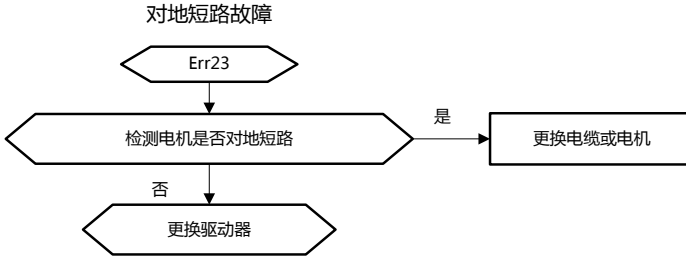 对地短路故障
Err23
检测电机是否对地短路
是
更换电缆或电机
否
更换驱动器